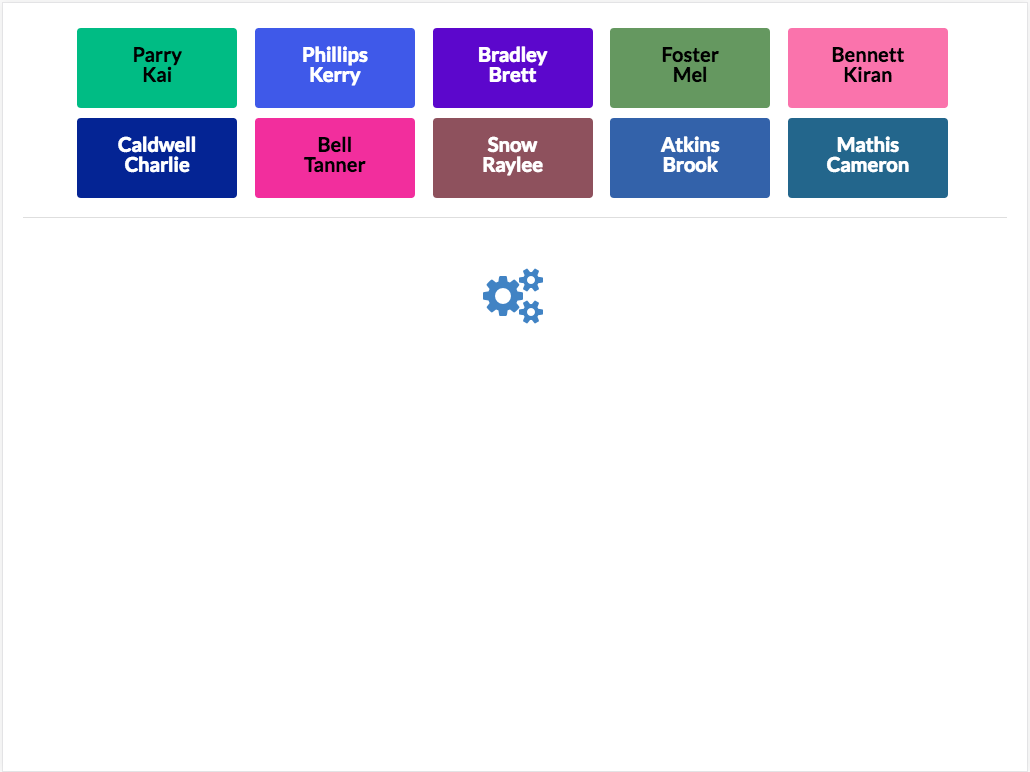 Parry
Kai
Phillips
Kerry
Bradley
Brett
Foster
Mel
Bennett
Kiran
Caldwell
Charlie
Bell
Tanner
Snow
Raylee
Atkins
Brook
Mathis
Cameron